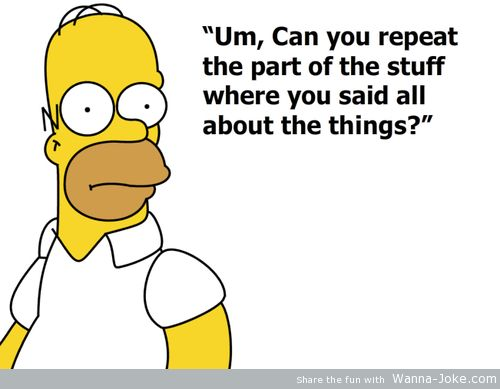 “Um, Can you repeat
the part of the stuff
where you said all
about the things?”
Share the fun with Wanna-Joke.com